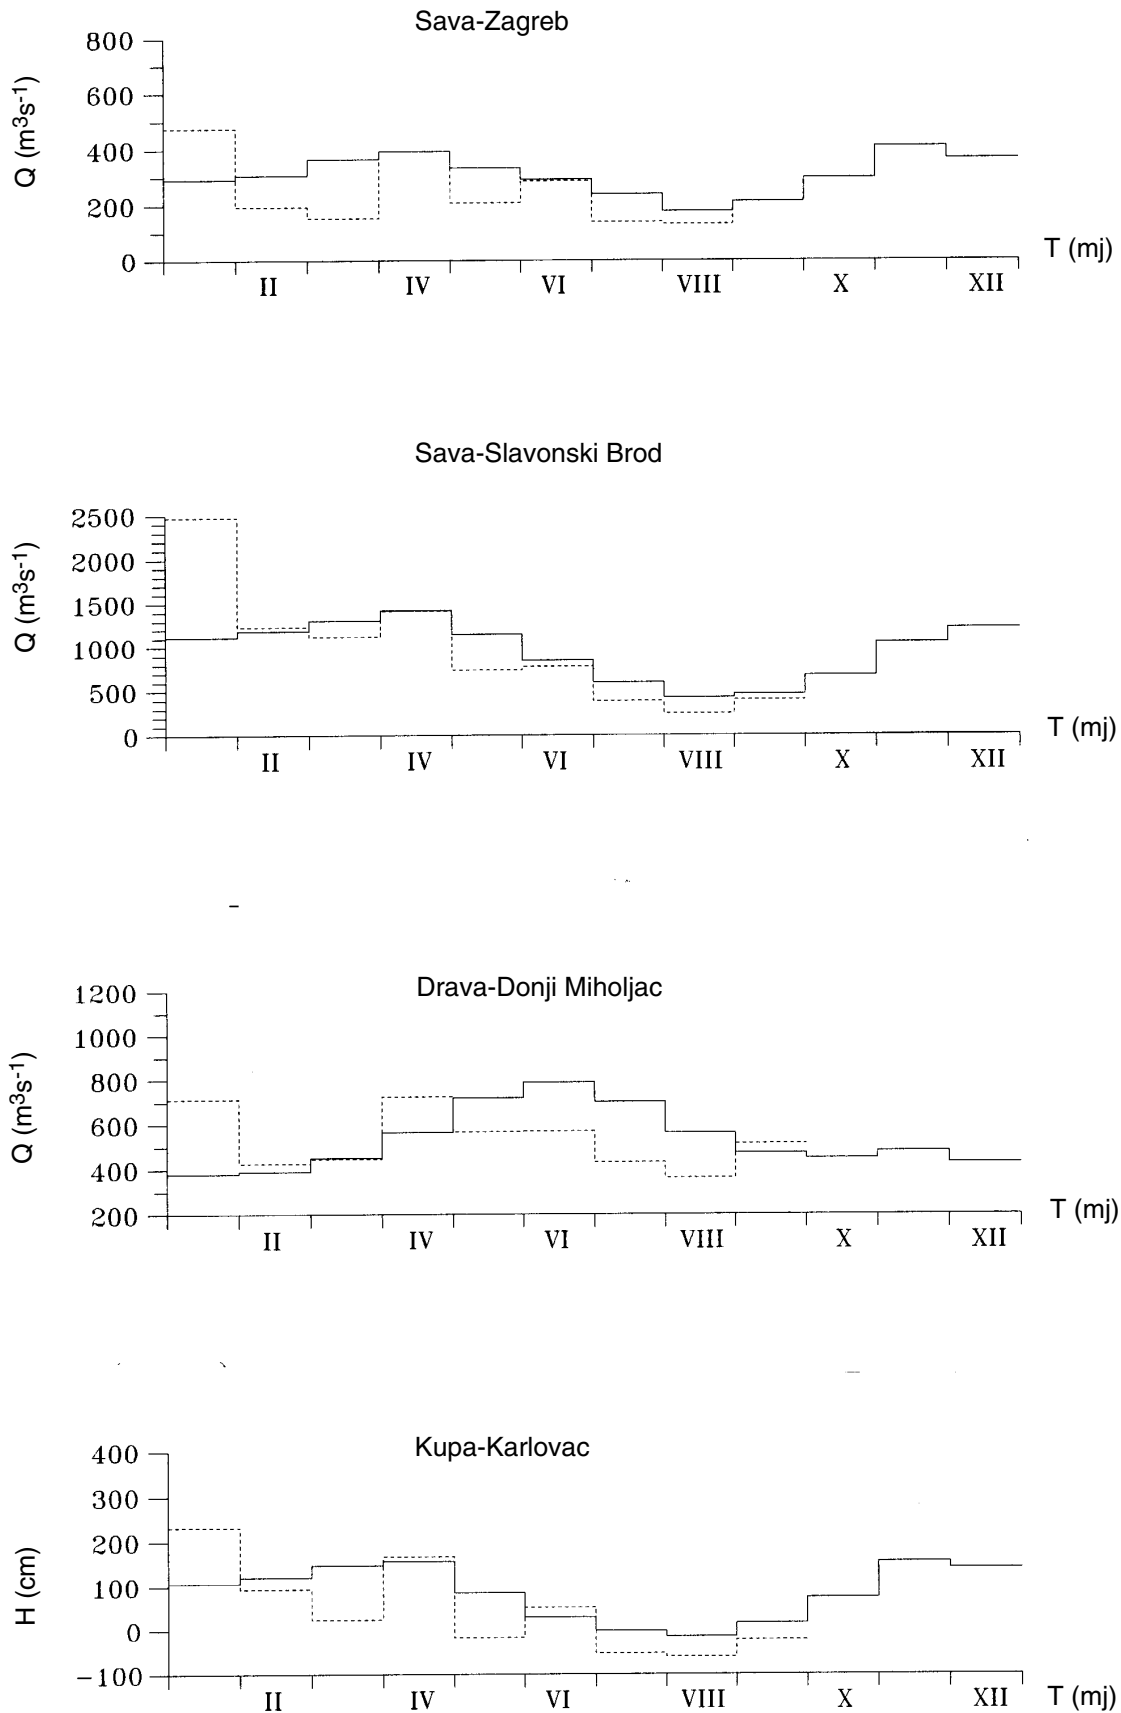 Sava-Zagreb
800
600
400
200
0
Q (m3s-1)
II IV VI VIII X XII
T (mj)
Sava-Slavonski Brod
2500
2000
1500
1000
500
0
Q (m3s-1)
II IV VI VIII X XII
T (mj)
Drava-Donji Miholjac
1200
1000
800
600
400
200
Q (m3s-1)
II IV VI VIII X XII
T (mj)
Kupa-Karlovac
400
300
200
100
0
−100
H (cm)
II IV VI VIII X XII
T (mj)